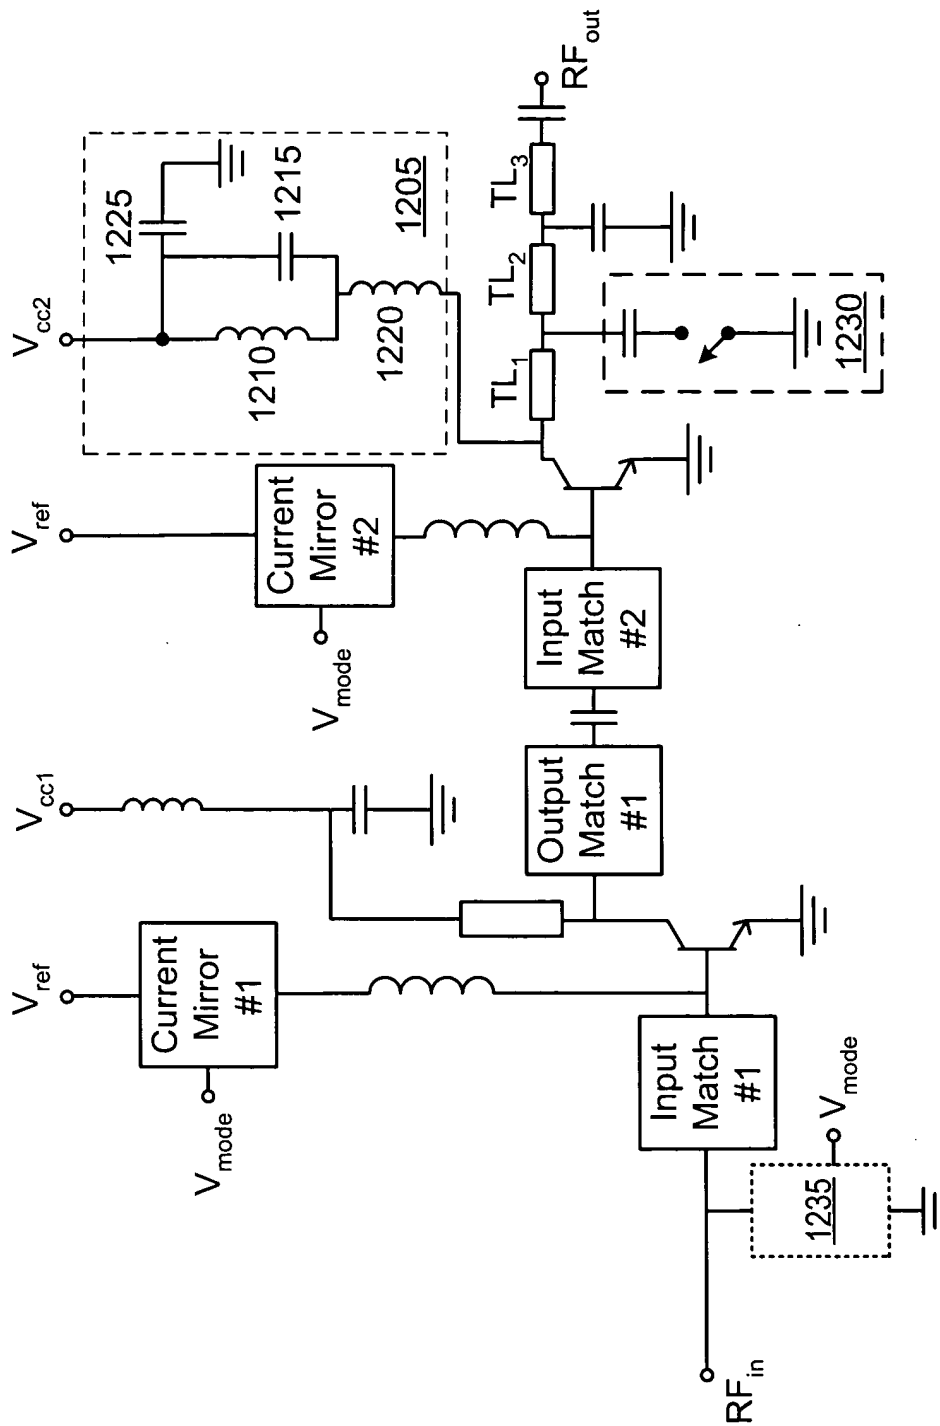 RF_in
1235
V_mode
Input
Match
#1
V_mode
V_ref
Current
Mirror
#1
V_cc1
Output
Match
#1
Input
Match
#2
V_mode
V_ref
Current
Mirror
#2
V_cc2
1210
1220
1225
1215
1205
TL_1
TL_2
TL_3
1230
RF_out